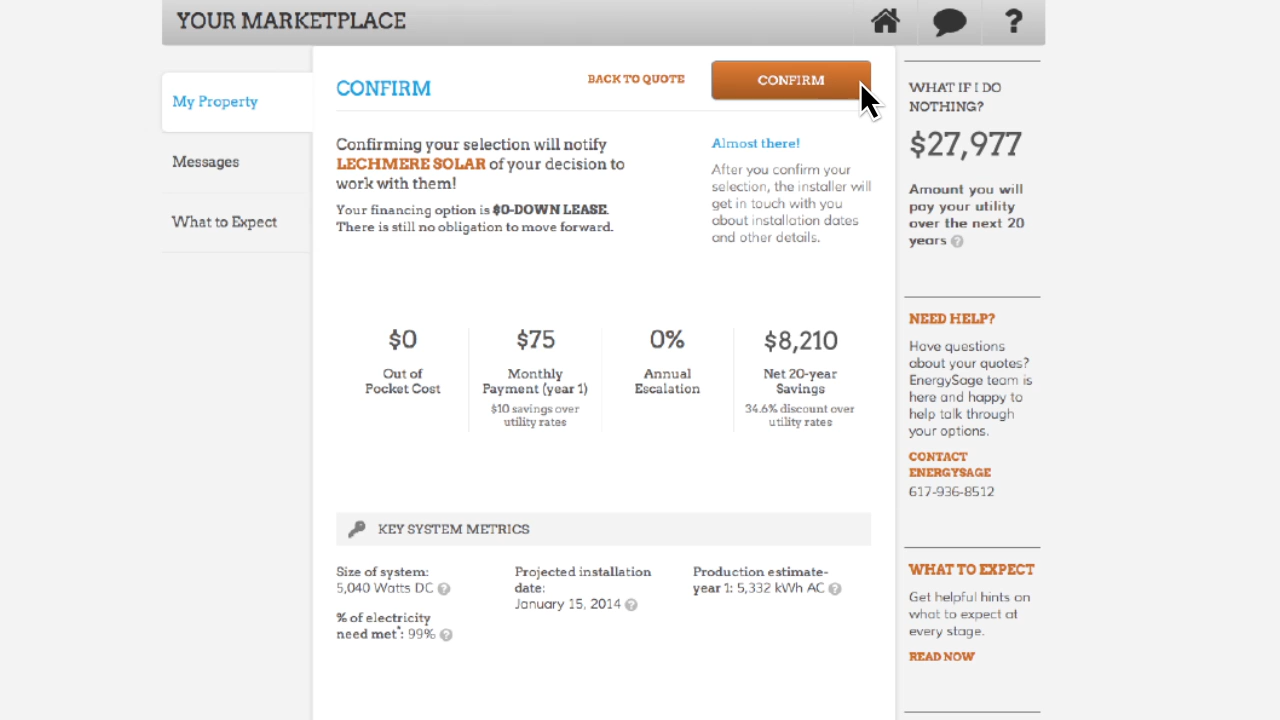 YOUR MARKETPLACE
?
My Property
Messages
What to Expect
CONFIRM
BACK TO QUOTE
CONFIRM
Confirming your selection will notify
LECHMERE SOLAR of your decision to
work with them!
Your financing option is $0-DOWN LEASE.
There is still no obligation to move forward.
Almost there!
After you confirm your
selection, the installer will
get in touch with you
about installation dates
and other details.
$0
Out of
Pocket Cost
$75
Monthly
Payment (year 1)
$10 savings over
utility rates
0%
Annual
Escalation
$8,210
Net 20-year
Savings
34.6% discount over
utility rates
KEY SYSTEM METRICS
Size of system:
5,040 Watts DC ?
% of electricity
need met*: 99% ?
Projected installation
date:
January 15, 2014 ?
Production estimate-
year 1: 5,332 kWh AC ?
WHAT IF I DO
NOTHING?
$27,977
Amount you will
pay your utility
over the next 20
years ?
NEED HELP?
Have questions
about your quotes?
EnergySage team is
here and happy to
help talk through
your options.
CONTACT
ENERGYSAGE
617-936-8512
WHAT TO EXPECT
Get helpful hints on
what to expect at
every stage.
READ NOW